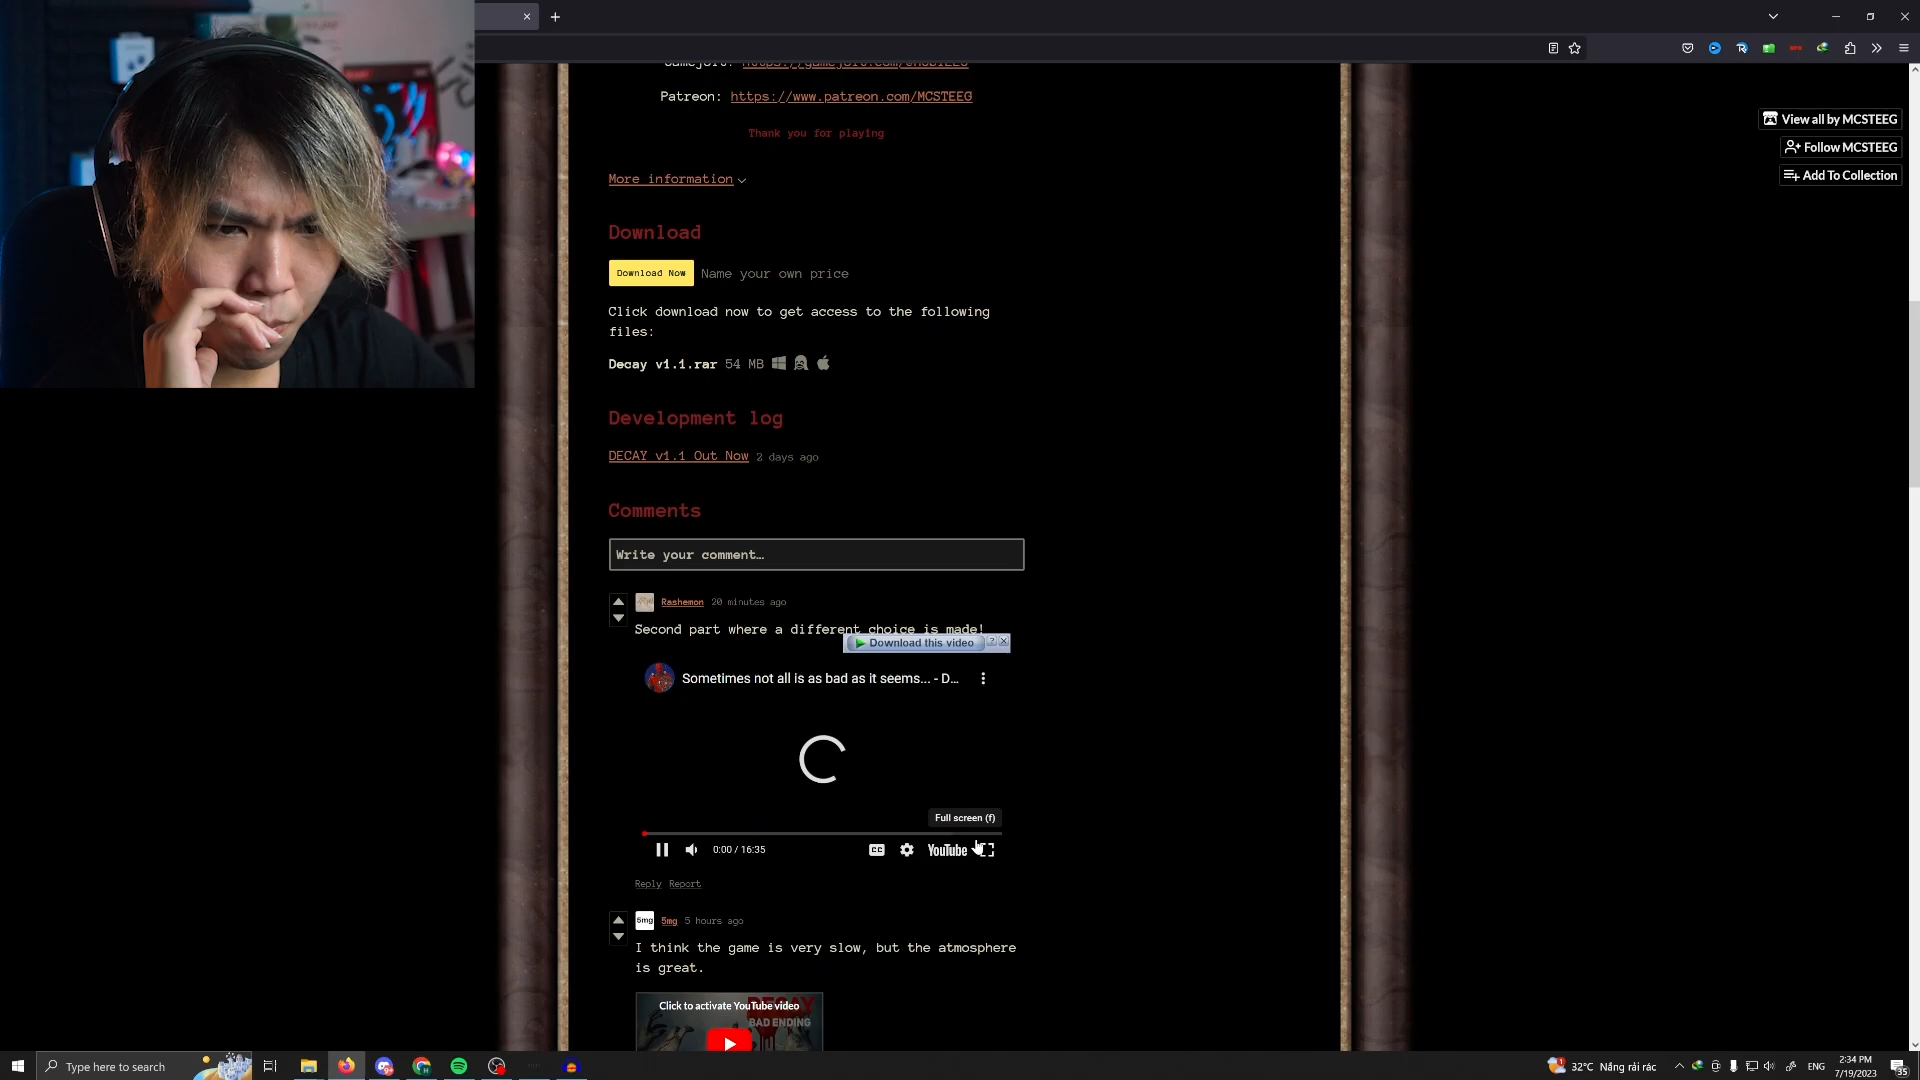 Patreon: https://www.patreon.com/MCSTEEG
Thank you for playing
View all by MCSTEEG
Follow MCSTEEG
Add To Collection
More information
Download
Download Now Name your own price
Click download now to get access to the following
files:
Decay v1.1.rar 54 MB
Development log
DECAY v1.1 Out Now 2 days ago
Comments
Write your comment…
Rashemon 20 minutes ago
Second part where a different choice is made!
Download this video ?
Sometimes not all is as bad as it seems... - D...
Full screen (f)
0:00 / 16:35 CC YouTube
Reply Report
5mg 5mg 5 hours ago
I think the game is very slow, but the atmosphere
is great.
Click to activate YouTube video
DECAY
BAD ENDING
Type here to search
32°C Nắng rải rác
ENG
2:34 PM
7/19/2023
35